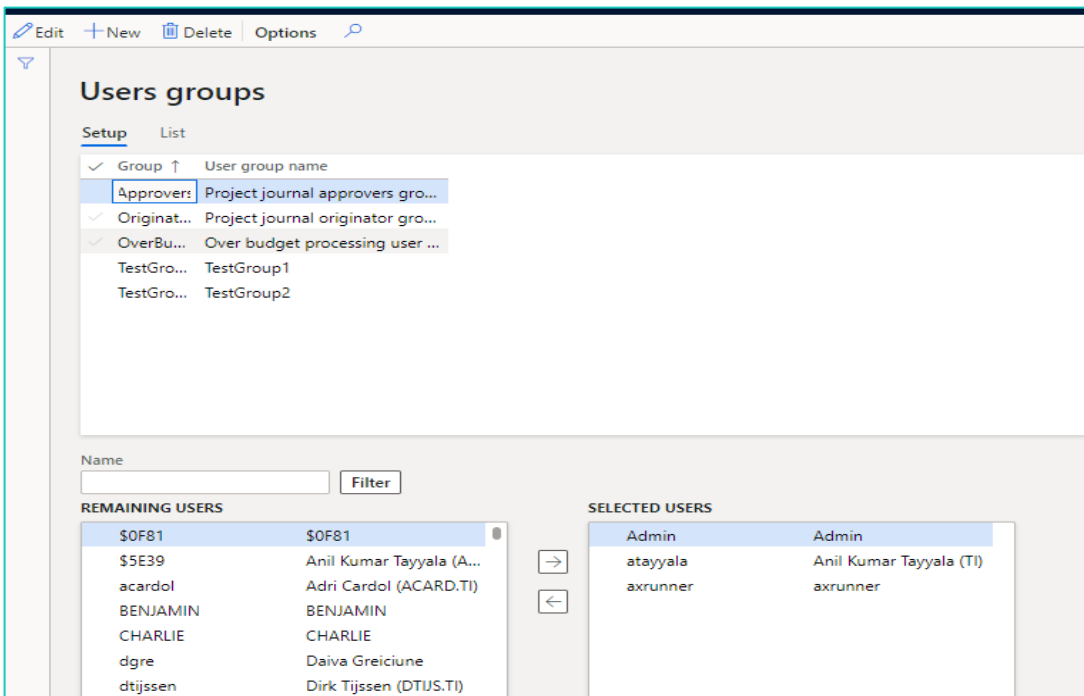 Edit New Delete Options
Users groups
Setup List
Group ↑ User group name
Approvers Project journal approvers gro...
Originat... Project journal originator gro...
OverBu... Over budget processing user ...
TestGro... TestGroup1
TestGro... TestGroup2
Name
Filter
REMAINING USERS SELECTED USERS
$0F81 $0F81 Admin Admin
$5E39 Anil Kumar Tayyala (A... atayyala Anil Kumar Tayyala (TI)
acardol Adri Cardol (ACARD.TI) axrunner axrunner
BENJAMIN BENJAMIN
CHARLIE CHARLIE
dgre Daiva Greiciune
dtijssen Dirk Tijssen (DTIJS.TI)